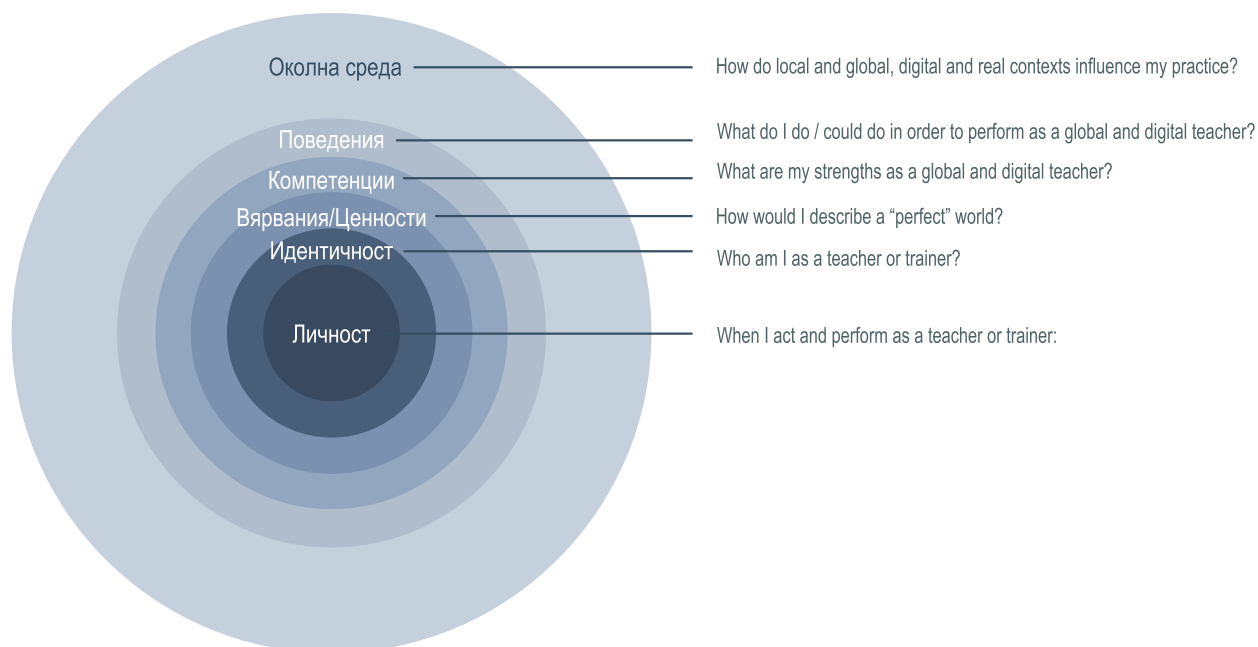 Околна среда
How do local and global, digital and real contexts influence my practice?
Поведения
What do I do / could do in order to perform as a global and digital teacher?
Компетенции
What are my strengths as a global and digital teacher?
Вярвания/Ценности
How would I describe a “perfect” world?
Идентичност
Who am I as a teacher or trainer?
Личност
When I act and perform as a teacher or trainer: